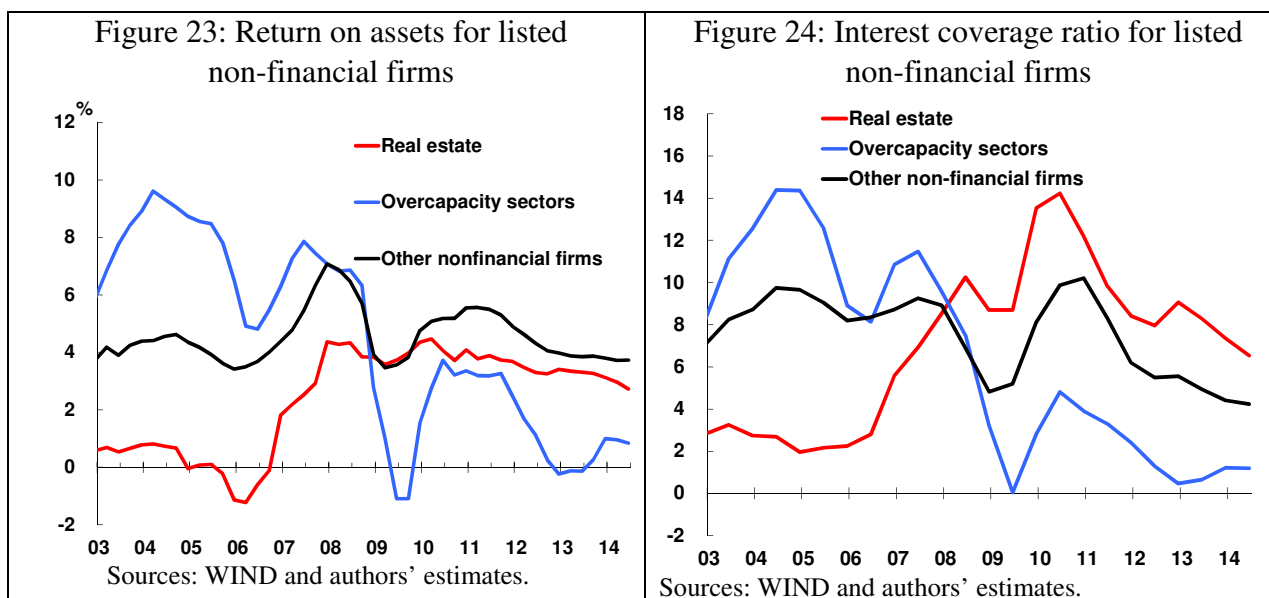 Figure 23: Return on assets for listed
non-financial firms
%
12%
10
8
6
4
2
0
-2
Real estate
Overcapacity sectors
Other nonfinancial firms
03 04 05 06 07 08 09 10 11 12 13 14
Sources: WIND and authors' estimates.
Figure 24: Interest coverage ratio for listed
non-financial firms
18
16
14
12
10
8
6
4
2
0
-2
Real estate
Overcapacity sectors
Other non-financial firms
03 04 05 06 07 08 09 10 11 12 13 14
Sources: WIND and authors' estimates.